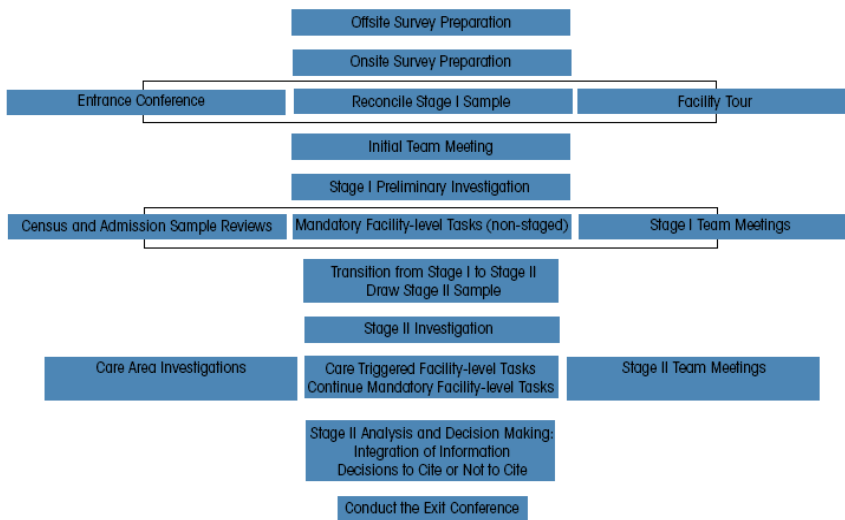 Offsite Survey Preparation
Onsite Survey Preparation
Entrance Conference
Reconcile Stage I Sample
Facility Tour
Initial Team Meeting
Stage I Preliminary Investigation
Census and Admission Sample Reviews
Mandatory Facility-level Tasks (non-staged)
Stage I Team Meetings
Transition from Stage I to Stage II
Draw Stage II Sample
Stage II Investigation
Care Area Investigations
Care Triggered Facility-level Tasks
Continue Mandatory Facility-level Tasks
Stage II Team Meetings
Stage II Analysis and Decision Making:
Integration of Information
Decisions to Cite or Not to Cite
Conduct the Exit Conference